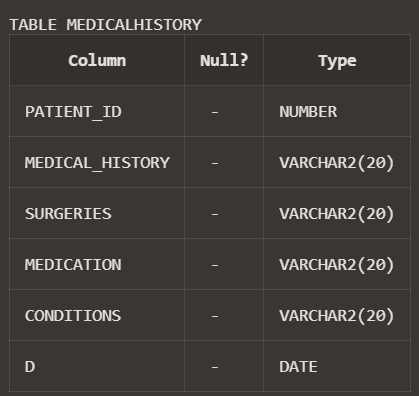 TABLE MEDICALHISTORY
Column Null? Type
PATIENT_ID - NUMBER
MEDICAL_HISTORY - VARCHAR2(20)
SURGERIES - VARCHAR2(20)
MEDICATION - VARCHAR2(20)
CONDITIONS - VARCHAR2(20)
D - DATE